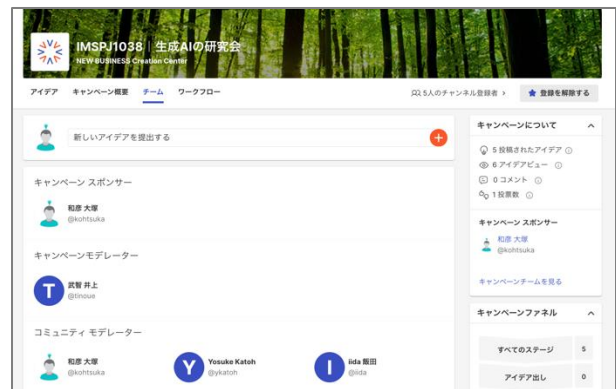 IMSPJ1038｜生成AIの研究会
NEW BUSINESS Creation Center
アイデア キャンペーン概要 チーム ワークフロー
5人のチャンネル登録者 >
登録を解除する
新しいアイデアを提出する
キャンペーン スポンサー
和彦 大塚
@kohtsuka
キャンペーンモデレーター
T
武智 井上
@tinoue
コミュニティ モデレーター
和彦 大塚
@kohtsuka
Y
Yosuke Katoh
@ykatoh
I
iida 飯田
@iida
キャンペーンについて
5 投稿されたアイデア
6 アイデアビュー
0 コメント
1 投票数
キャンペーン スポンサー
和彦 大塚
@kohtsuka
キャンペーンチームを見る
キャンペーンファネル
すべてのステージ 5
アイデア出し 0